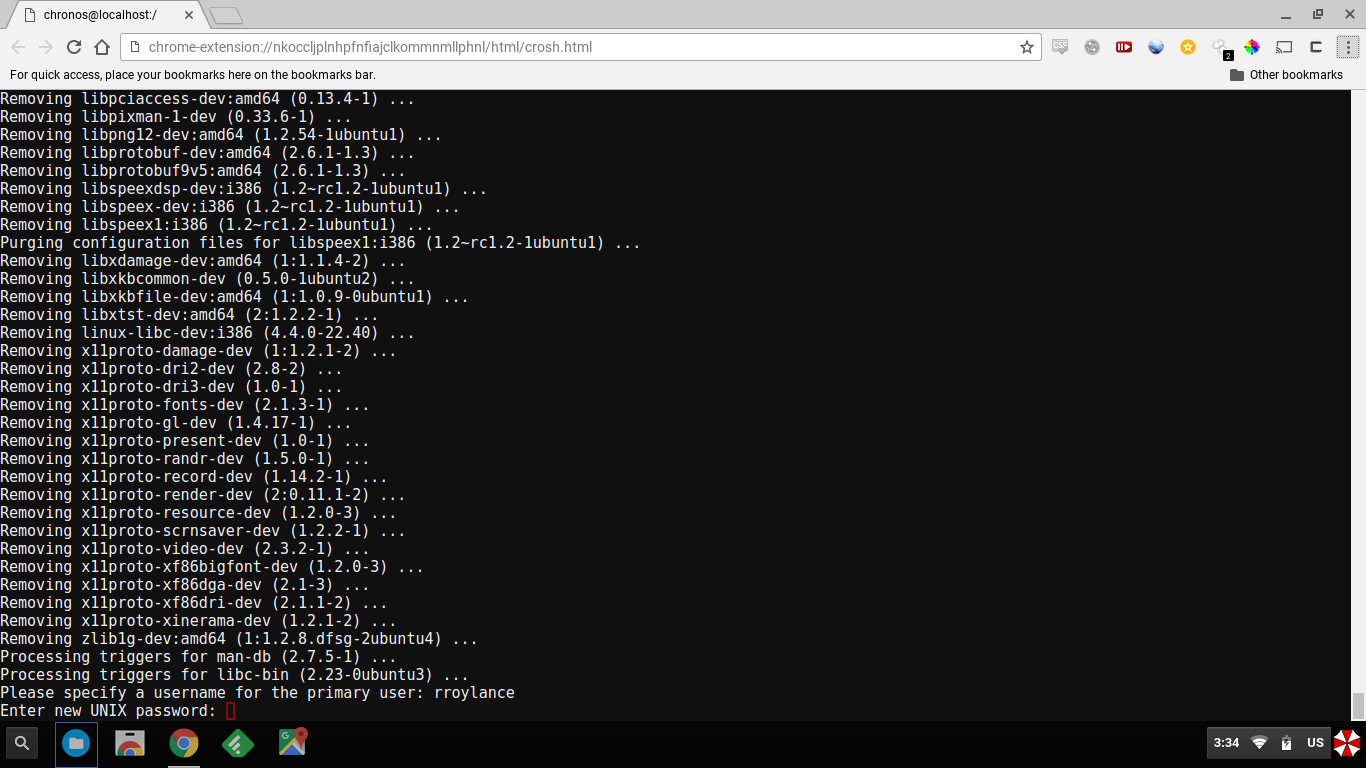 chronos@localhost:/
chrome-extension://nkoccljplnhpfnfiajclkommnmllphnl/html/crosh.html
CSS
2
For quick access, place your bookmarks here on the bookmarks bar.
Other bookmarks
Removing libpciaccess-dev:amd64 (0.13.4-1) ...
Removing libpixman-1-dev (0.33.6-1) ...
Removing libpng12-dev:amd64 (1.2.54-1ubuntu1) ...
Removing libprotobuf-dev:amd64 (2.6.1-1.3) ...
Removing libprotobuf9v5:amd64 (2.6.1-1.3) ...
Removing libspeexdsp-dev:i386 (1.2~rc1.2-1ubuntu1) ...
Removing libspeex-dev:i386 (1.2~rc1.2-1ubuntu1) ...
Removing libspeex1:i386 (1.2~rc1.2-1ubuntu1) ...
Purging configuration files for libspeex1:i386 (1.2~rc1.2-1ubuntu1) ...
Removing libxdamage-dev:amd64 (1:1.1.4-2) ...
Removing libxkbcommon-dev (0.5.0-1ubuntu2) ...
Removing libxkbfile-dev:amd64 (1:1.0.9-0ubuntu1) ...
Removing libxtst-dev:amd64 (2:1.2.2-1) ...
Removing linux-libc-dev:i386 (4.4.0-22.40) ...
Removing x11proto-damage-dev (1:1.2.1-2) ...
Removing x11proto-dri2-dev (2.8-2) ...
Removing x11proto-dri3-dev (1.0-1) ...
Removing x11proto-fonts-dev (2.1.3-1) ...
Removing x11proto-gl-dev (1.4.17-1) ...
Removing x11proto-present-dev (1.0-1) ...
Removing x11proto-randr-dev (1.5.0-1) ...
Removing x11proto-record-dev (1.14.2-1) ...
Removing x11proto-render-dev (2:0.11.1-2) ...
Removing x11proto-resource-dev (1.2.0-3) ...
Removing x11proto-scrnsaver-dev (1.2.2-1) ...
Removing x11proto-video-dev (2.3.2-1) ...
Removing x11proto-xf86bigfont-dev (1.2.0-3) ...
Removing x11proto-xf86dga-dev (2.1-3) ...
Removing x11proto-xf86dri-dev (2.1.1-2) ...
Removing x11proto-xinerama-dev (1.2.1-2) ...
Removing zlib1g-dev:amd64 (1:1.2.8.dfsg-2ubuntu4) ...
Processing triggers for man-db (2.7.5-1) ...
Processing triggers for libc-bin (2.23-0ubuntu3) ...
Please specify a username for the primary user: rroylance
Enter new UNIX password:
G
3:34
US